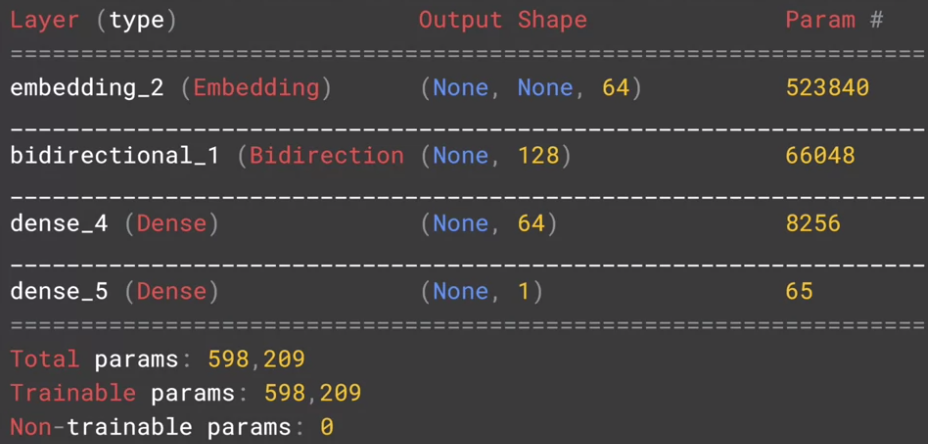 Layer (type) Output Shape Param #
=================================================================
embedding_2 (Embedding) (None, None, 64) 523840
_________________________________________________________________
bidirectional_1 (Bidirection (None, 128) 66048
_________________________________________________________________
dense_4 (Dense) (None, 64) 8256
_________________________________________________________________
dense_5 (Dense) (None, 1) 65
=================================================================
Total params: 598,209
Trainable params: 598,209
Non-trainable params: 0